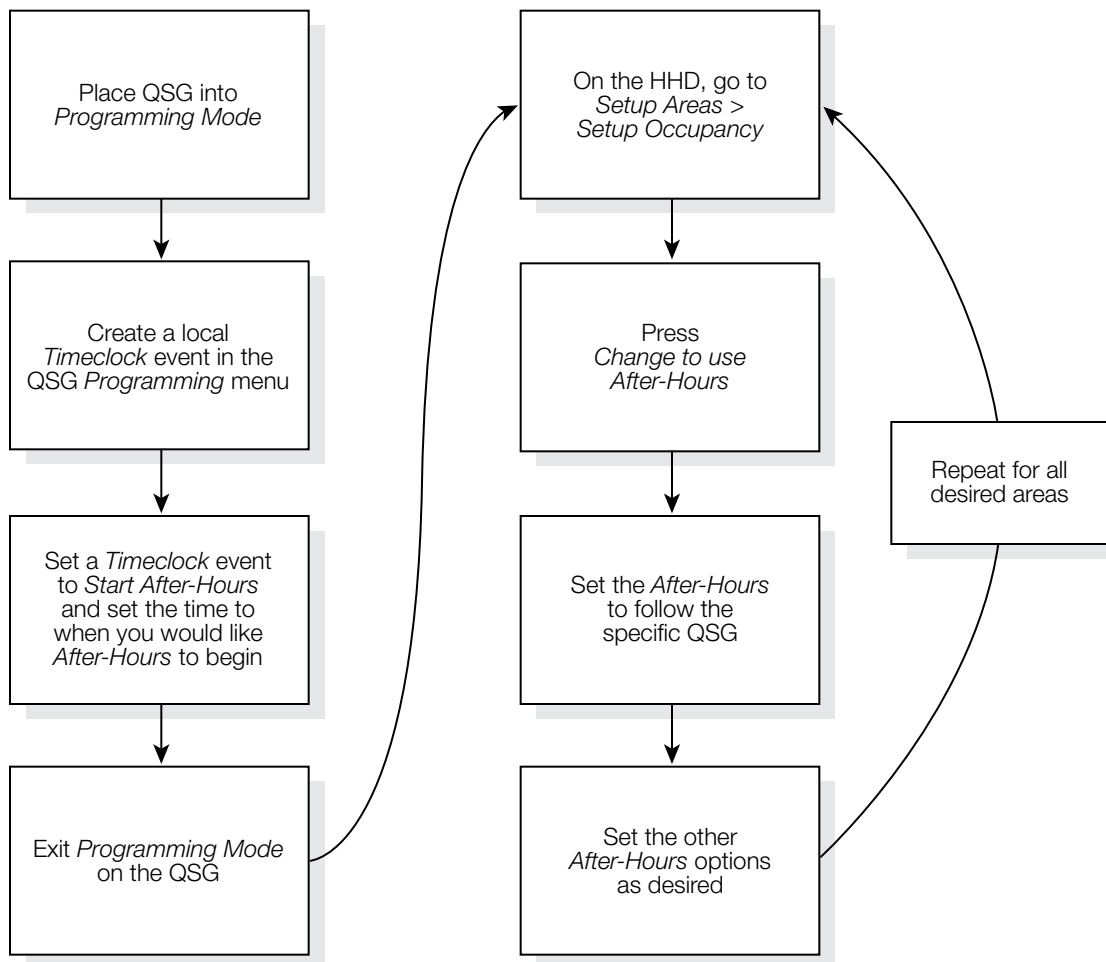 Place QSG into
Programming Mode
Create a local
Timeclock event in the
QSG Programming menu
Set a Timeclock event
to Start After-Hours
and set the time to
when you would like
After-Hours to begin
Exit Programming Mode
on the QSG
On the HHD, go to
Setup Areas >
Setup Occupancy
Press
Change to use
After-Hours
Set the After-Hours
to follow the
specific QSG
Set the other
After-Hours options
as desired
Repeat for all
desired areas